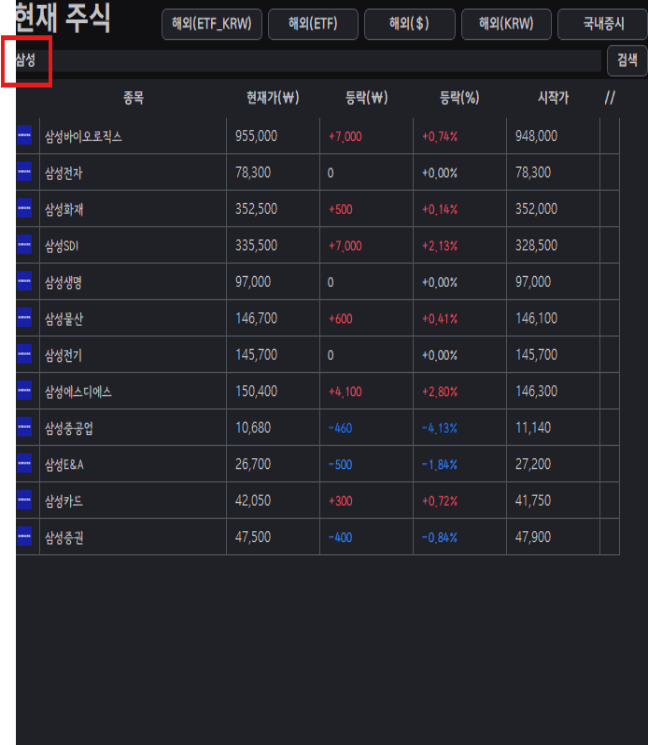 현재 주식 해외(ETF_KRW) 해외(ETF) 해외($) 해외(KRW) 국내증시
삼성 검색
종목 현재가(₩) 등락(₩) 등락(%) 시작가 //
삼성바이오로직스 955,000 +7,000 +0.74% 948,000
삼성전자 78,300 0 +0.00% 78,300
삼성화재 352,500 +500 +0.14% 352,000
삼성SDI 335,500 +7,000 +2.13% 328,500
삼성생명 97,000 0 +0.00% 97,000
삼성물산 146,700 +600 +0.41% 146,100
삼성전기 145,700 0 +0.00% 145,700
삼성에스디에스 150,400 +4,100 +2.80% 146,300
삼성중공업 10,680 -460 -4.13% 11,140
삼성E&A 26,700 -500 -1.84% 27,200
삼성카드 42,050 +300 +0.72% 41,750
삼성증권 47,500 -400 -0.84% 47,900